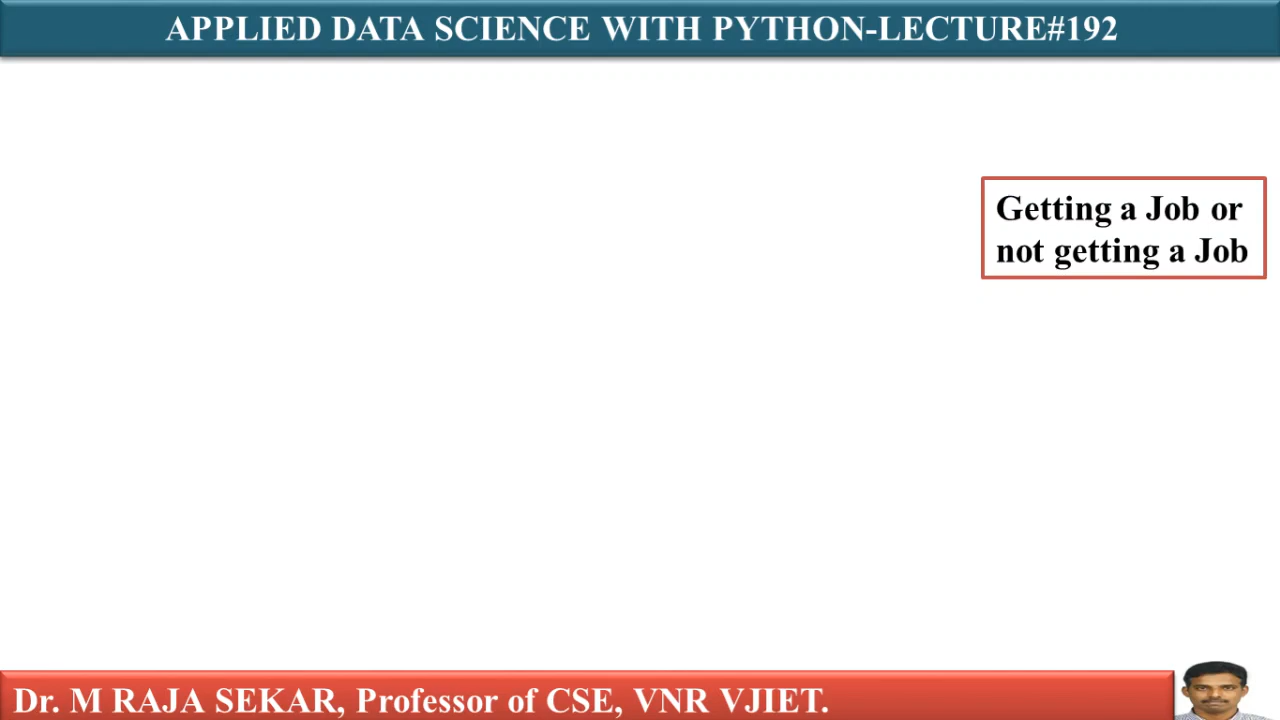 APPLIED DATA SCIENCE WITH PYTHON-LECTURE#192
Getting a Job or
not getting a Job
Dr. M RAJA SEKAR, Professor of CSE, VNR VJIET.